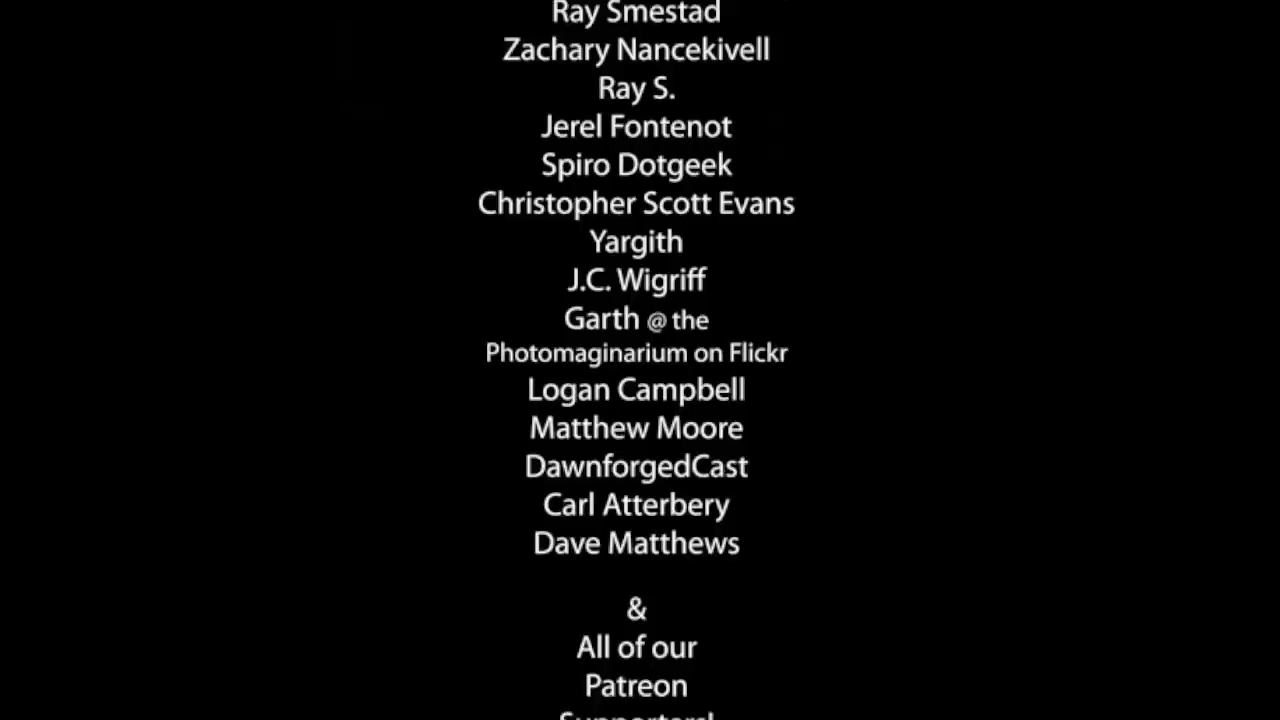 Ray Smestad
Zachary Nancekivell
Ray S.
Jerel Fontenot
Spiro Dotgeek
Christopher Scott Evans
Yargith
J.C. Wigriff
Garth @ the
Photomaginarium on Flickr
Logan Campbell
Matthew Moore
DawnforgedCast
Carl Atterbery
Dave Matthews
&
All of our
Patreon
Supporters!